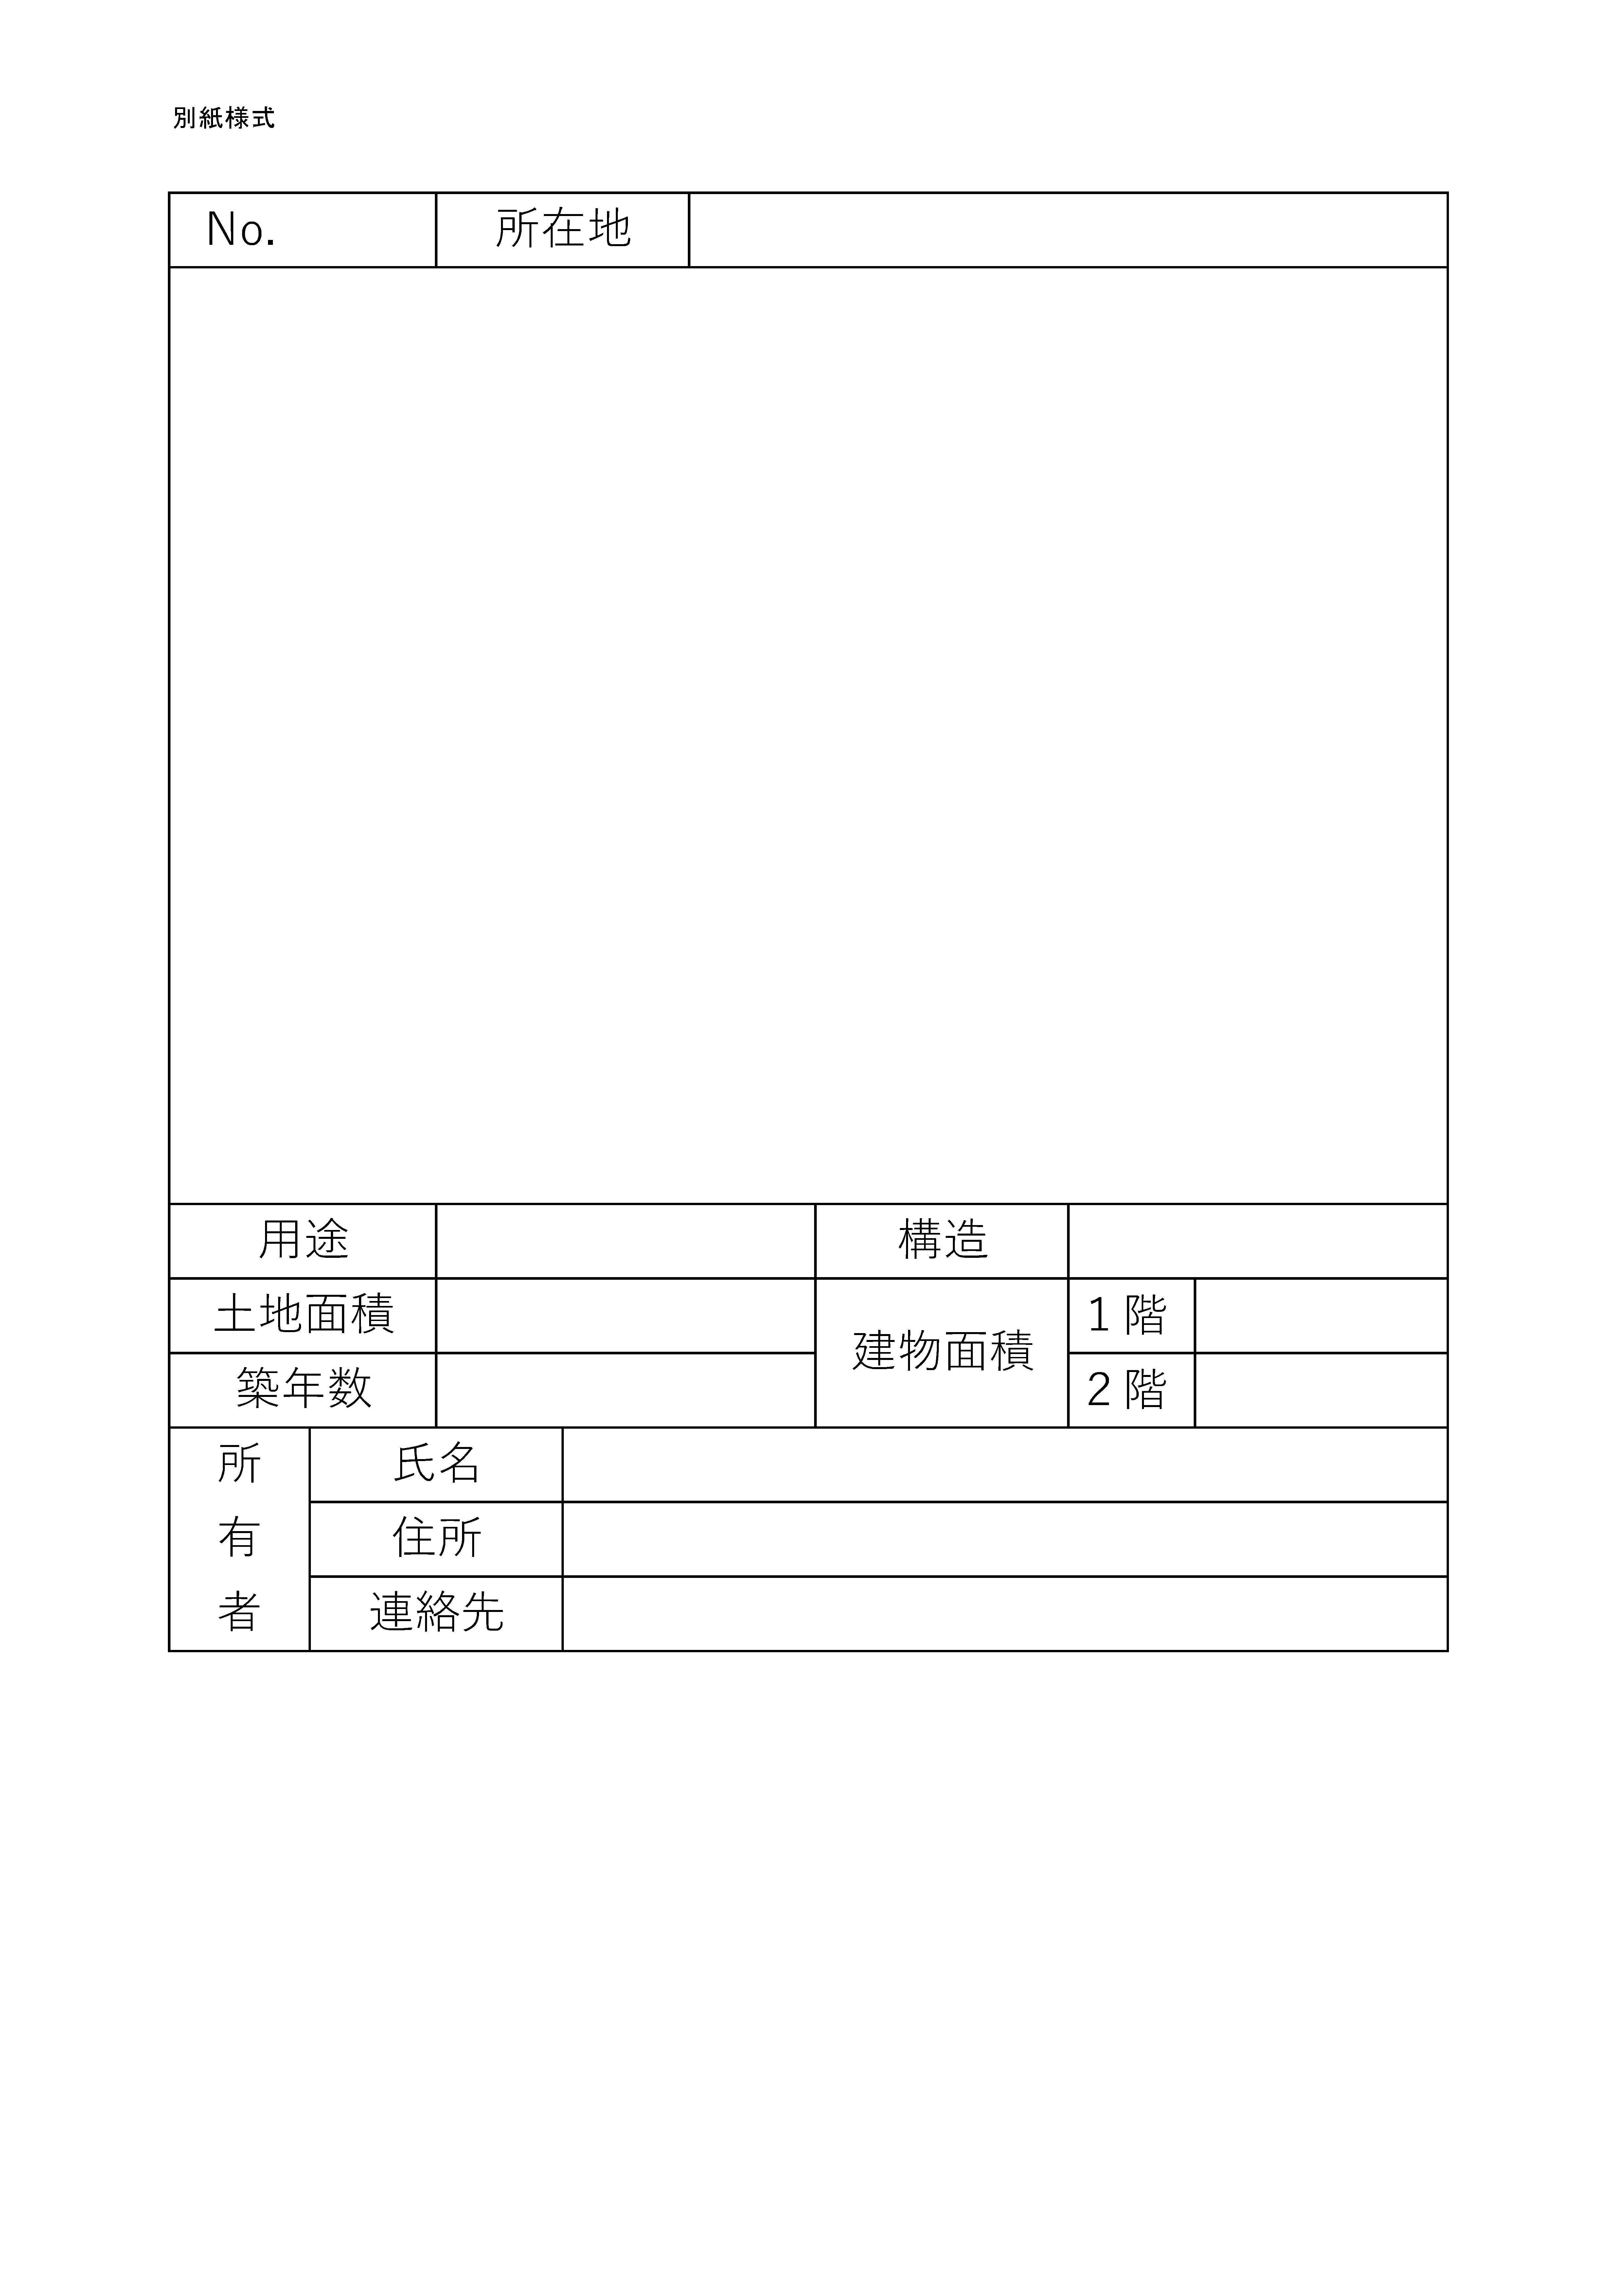 別紙様式
No. 所在地
用途 構造
土地面積 建物面積 1階
築年数 2階
所有者 氏名
住所
連絡先